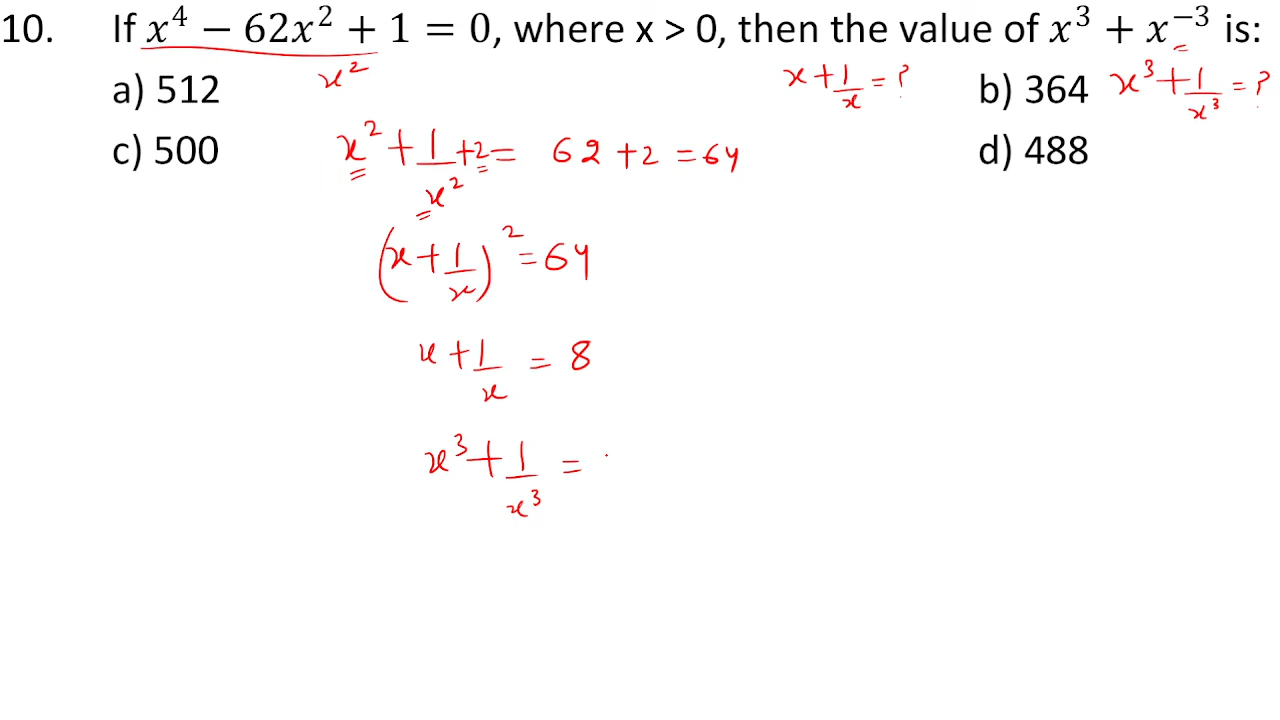 10. If x⁴ − 62x² + 1 = 0, where x > 0, then the value of x³ + x⁻³ is:
x²
x + 1/x = ?
x³ + 1/x³ = ?
a) 512
b) 364
c) 500
d) 488
x² + 1/x² + 2 = 62 + 2 = 64
(x + 1/x)² = 64
x + 1/x = 8
x³ + 1/x³ =